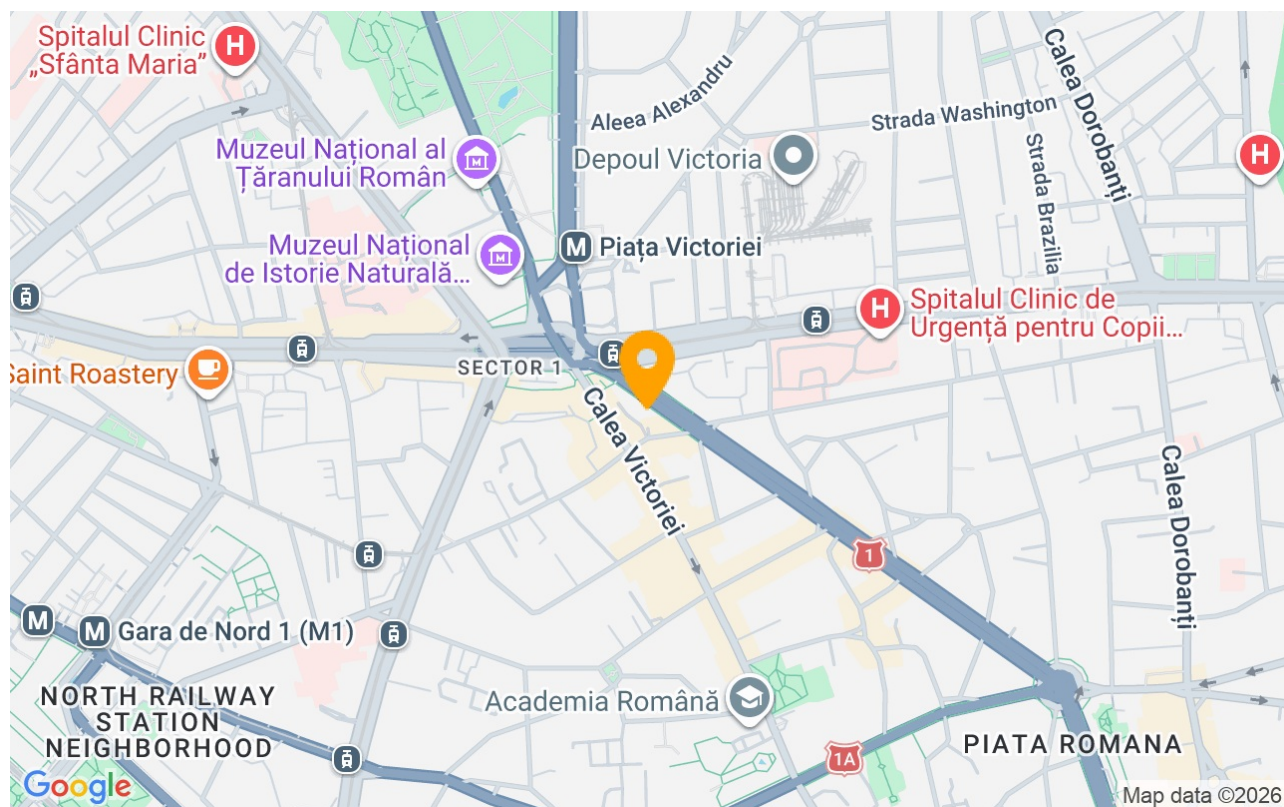 Spitalul Clinic
„Sfânta Maria”
H
Calea Dorobanți
Aleea Alexandru
Strada Washington
Muzeul Național al
Țăranului Român
M
Depoul Victoria
Strada Brazilia
H
Muzeul Național
de Istorie Naturală...
M
M Piața Victoriei
H
Spitalul Clinic de
Urgență pentru Copii...
SECTOR 1
Saint Roastery
Calea Victoriei
Calea Dorobanți
1
M
M Gara de Nord 1 (M1)
Academia Română
NORTH RAILWAY
STATION
NEIGHBORHOOD
1A
PIATA ROMANA
Google
Map data ©2026